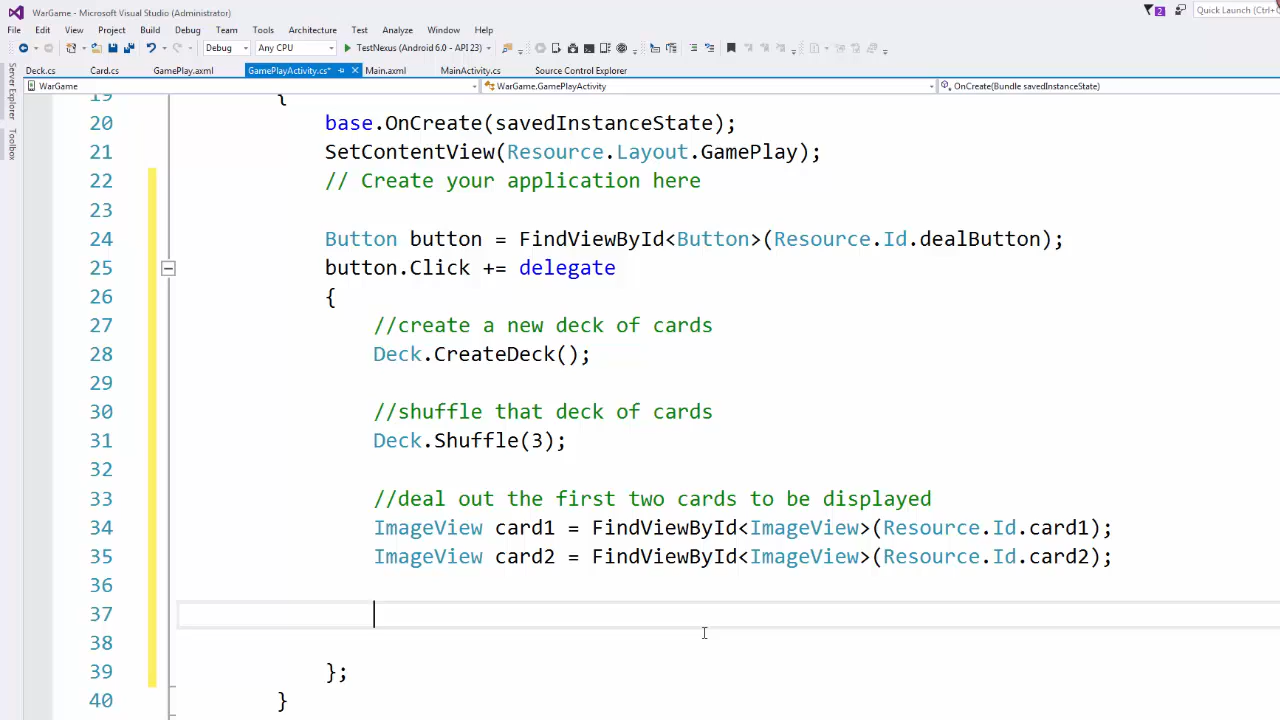 WarGame - Microsoft Visual Studio (Administrator)
2
Quick Launch (Ctrl+Q
File Edit View Project Build Debug Team Tools Architecture Test Analyze Window Help
Debug Any CPU TestNexus (Android 6.0 - API 23)
Deck.cs Card.cs GamePlay.axml GamePlayActivity.cs* Main.axml MainActivity.cs Source Control Explorer
Server Explorer
Toolbox
WarGame WarGame.GamePlayActivity OnCreate(Bundle savedInstanceState)
19 {
20 base.OnCreate(savedInstanceState);
21 SetContentView(Resource.Layout.GamePlay);
22 // Create your application here
23
24 Button button = FindViewById<Button>(Resource.Id.dealButton);
25 button.Click += delegate
26 {
27 //create a new deck of cards
28 Deck.CreateDeck();
29
30 //shuffle that deck of cards
31 Deck.Shuffle(3);
32
33 //deal out the first two cards to be displayed
34 ImageView card1 = FindViewById<ImageView>(Resource.Id.card1);
35 ImageView card2 = FindViewById<ImageView>(Resource.Id.card2);
36
37
38
39 };
40 }